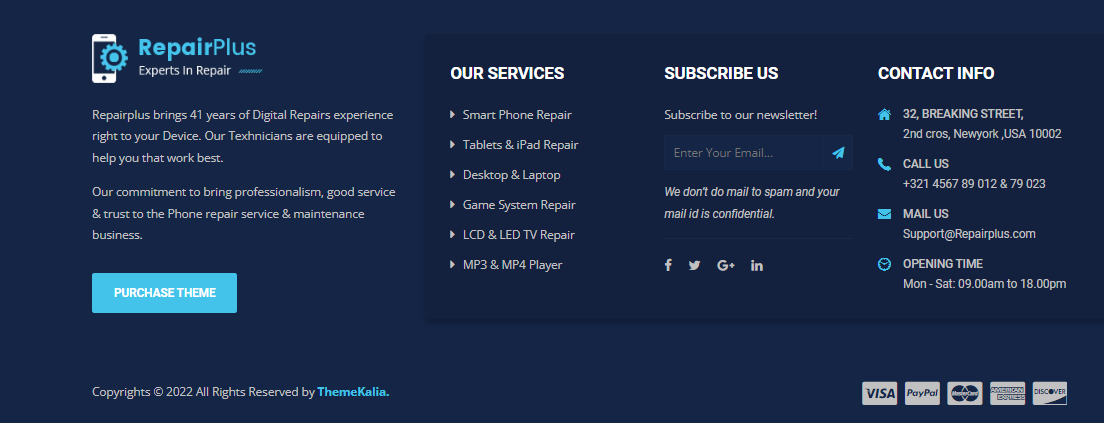 RepairPlus
Experts In Repair
Repairplus brings 41 years of Digital Repairs experience
right to your Device. Our Texhnicians are equipped to
help you that work best.
Our commitment to bring professionalism, good service
& trust to the Phone repair service & maintenance
business.
PURCHASE THEME
OUR SERVICES
Smart Phone Repair
Tablets & iPad Repair
Desktop & Laptop
Game System Repair
LCD & LED TV Repair
MP3 & MP4 Player
SUBSCRIBE US
Subscribe to our newsletter!
Enter Your Email...
We don't do mail to spam and your
mail id is confidential.
CONTACT INFO
32, BREAKING STREET,
2nd cros, Newyork ,USA 10002
CALL US
+321 4567 89 012 & 79 023
MAIL US
Support@Repairplus.com
OPENING TIME
Mon - Sat: 09.00am to 18.00pm
Copyrights © 2022 All Rights Reserved by ThemeKalia.
VISA
PayPal
MasterCard
AMERICAN
EXPRESS
DISCOVER